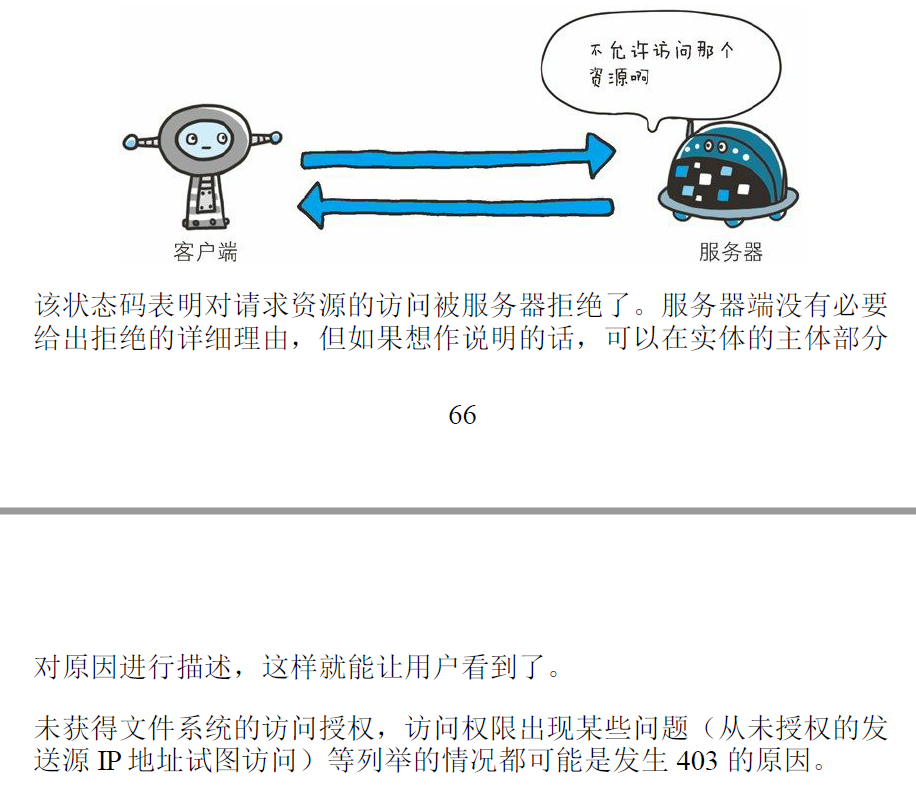 不允许访问那个
资源啊
客户端
服务器
该状态码表明对请求资源的访问被服务器拒绝了。服务器端没有必要
给出拒绝的详细理由，但如果想作说明的话，可以在实体的主体部分
66
对原因进行描述，这样就能让用户看到了。
未获得文件系统的访问授权，访问权限出现某些问题（从未授权的发
送源 IP 地址试图访问）等列举的情况都可能是发生 403 的原因。